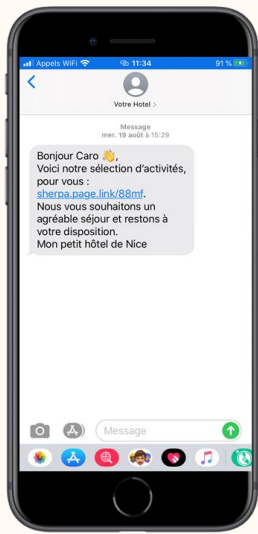 Appels WiFi 11:34 91 %
Votre Hotel >
Message
mer. 19 août à 15:29
Bonjour Caro 👋,
Voici notre sélection d'activités,
pour vous :
sherpa.page.link/88mf.
Nous vous souhaitons un
agréable séjour et restons à
votre disposition.
Mon petit hôtel de Nice
Message